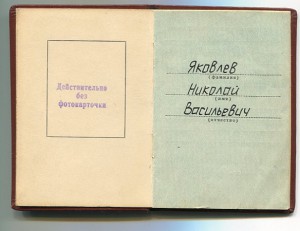 Действительно
без
фотокарточки
Яковлев
(фамилия)
Николай
(имя)
Васильевич
(отчество)